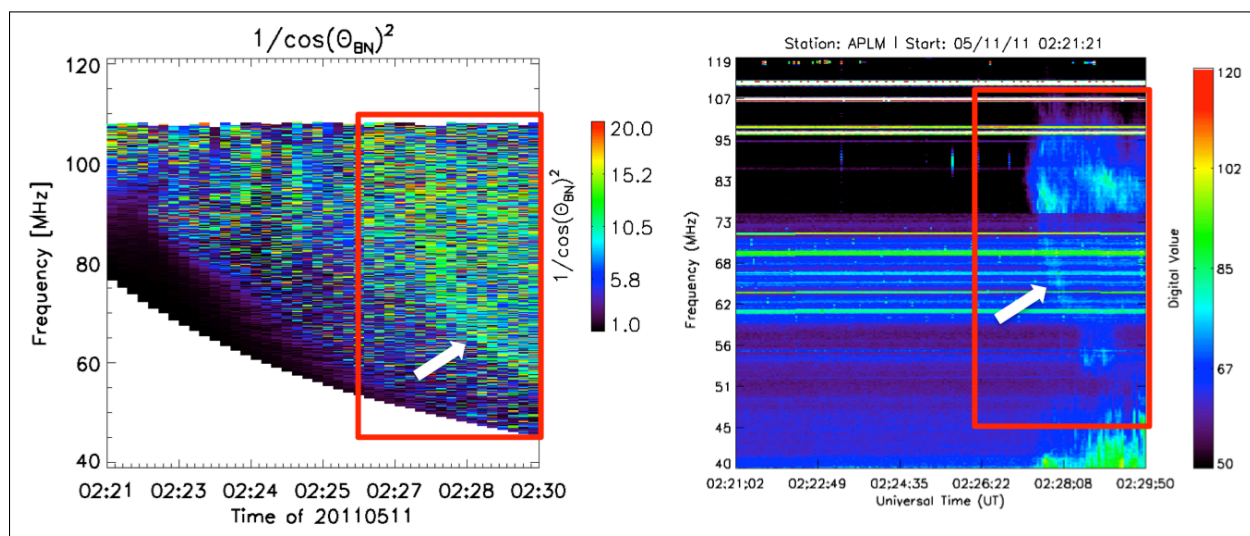 1/cos(Θ_BN)²
120
100
80
60
40
Frequency [MHz]
02:21 02:23 02:24 02:25 02:27 02:28 02:30
Time of 20110511
20.0
15.2
10.5
5.8
1.0
1/cos(Θ_BN)²
Station: APLM | Start: 05/11/11 02:21:21
119
107
95
83
73
68
62
56
51
45
40
Frequency (MHz)
02:21:02 02:22:49 02:24:35 02:26:22 02:28:08 02:29:50
Universal Time (UT)
120
102
85
67
50
Digital Value